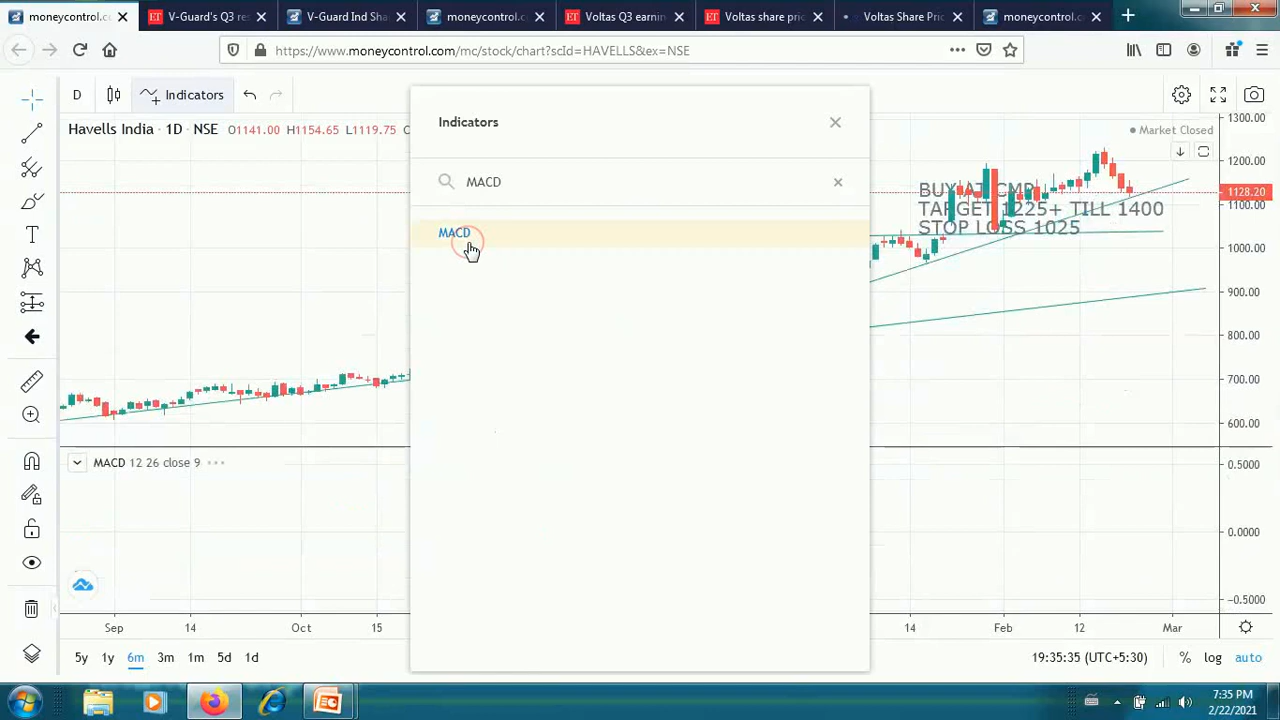 moneycontrol.c
V-Guard's Q3 res
V-Guard Ind Sha
moneycontrol.cc
Voltas Q3 earnin
Voltas share pric
Voltas Share Pric
moneycontrol.cc
https://www.moneycontrol.com/mc/stock/chart?scId=HAVELLS&ex=NSE
D
Indicators
Havells India · 1D · NSE O1141.00 H1154.65 L1119.75
Market Closed
Indicators
MACD
MACD
BUY AT CMP
TARGET 1225+ TILL 1400
STOP LOSS 1025
1300.00
1200.00
1128.20
1100.00
1000.00
900.00
800.00
700.00
600.00
MACD 12 26 close 9
0.5000
0.0000
-0.5000
Sep 14 Oct 15 14 Feb 12 Mar
5y 1y 6m 3m 1m 5d 1d
19:35:35 (UTC+5:30) % log auto
7:35 PM
2/22/2021